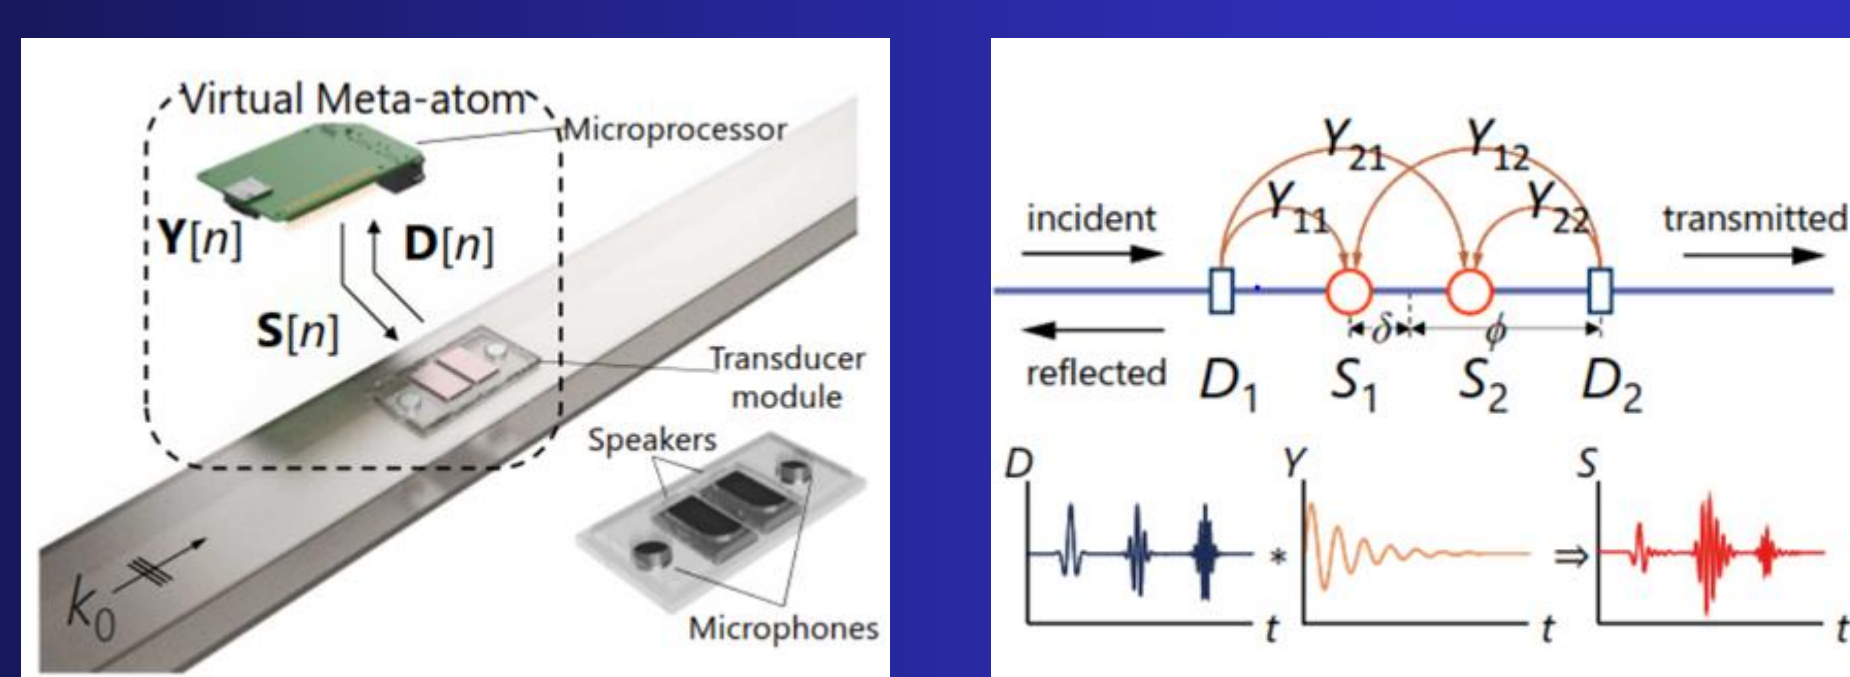 Virtual Meta-atom
Microprocessor
Y[n]
D[n]
S[n]
Transducer
module
Speakers
Microphones
k₀
Y₂₁
Y₁₂
Y₁₁
Y₂₂
incident
transmitted
δ
ϕ
reflected
D₁
S₁
S₂
D₂
D
Y
S
*
⇒
t
t
t